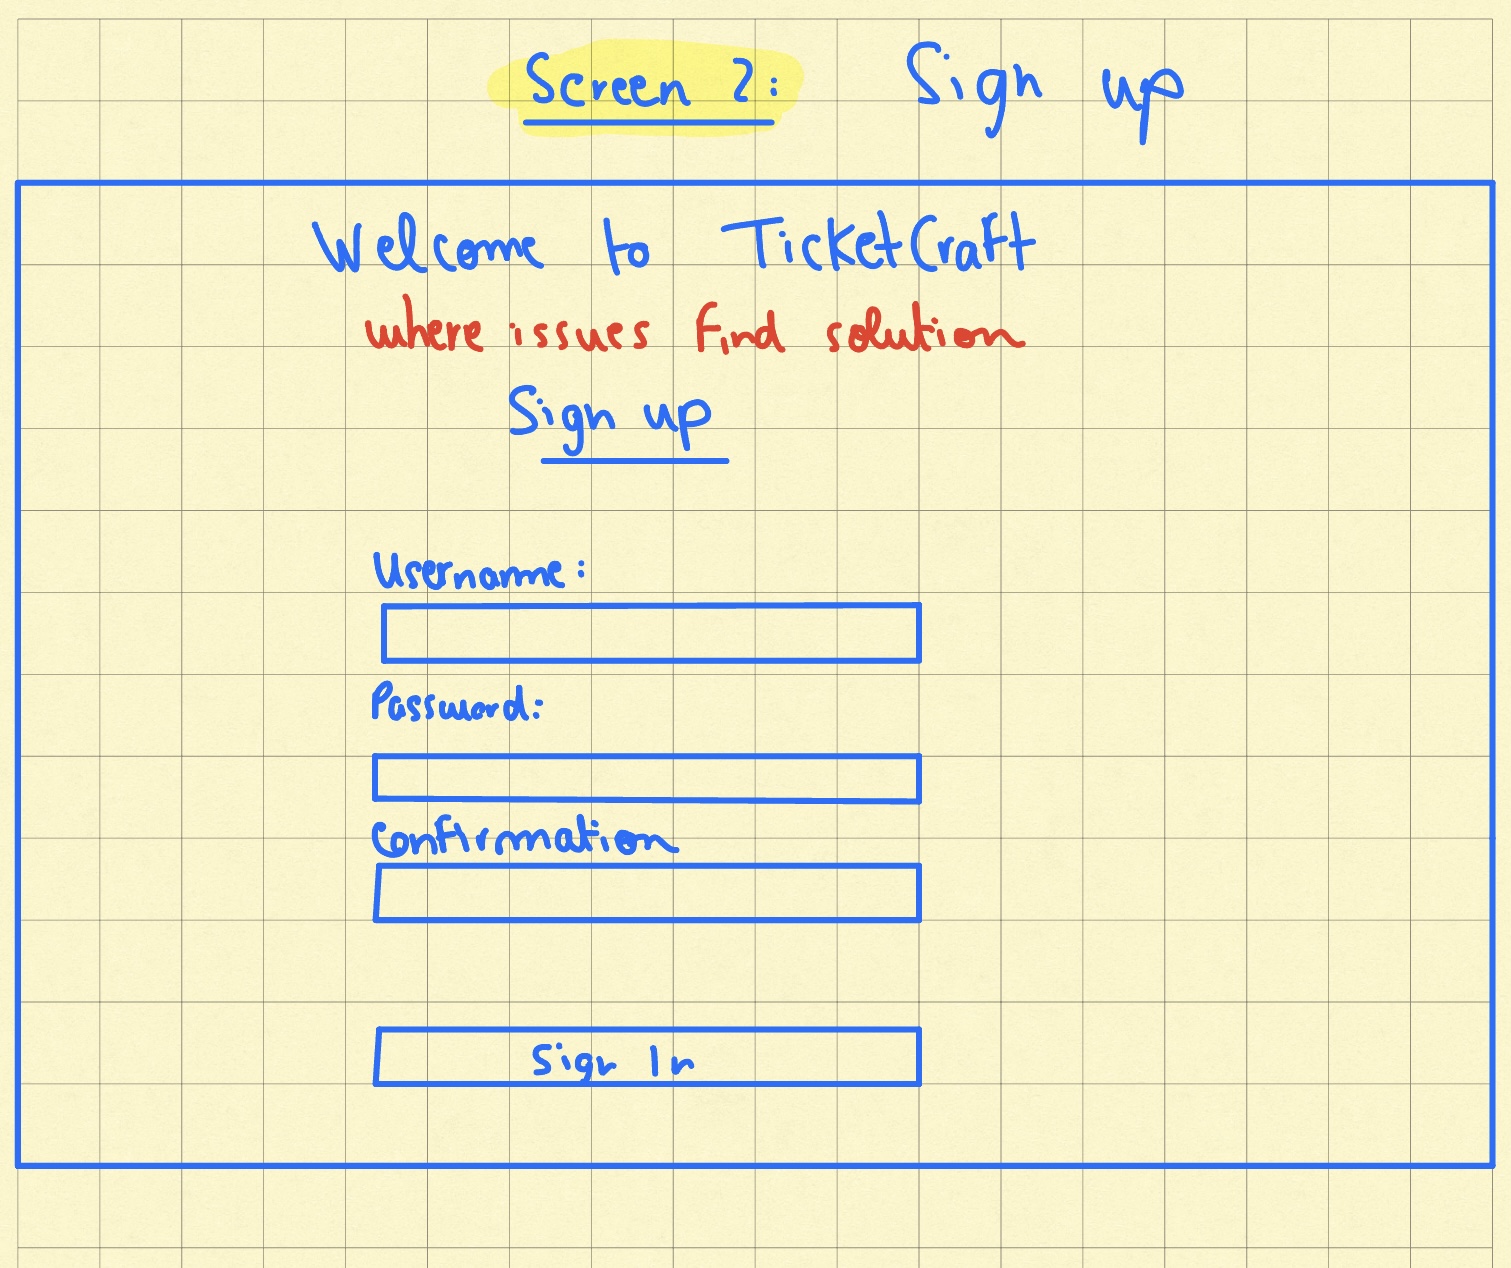 Screen 2: Sign up
Welcome to TicketCraft
where issues find solution
Sign up
Username:
Password:
Confirmation
Sign In